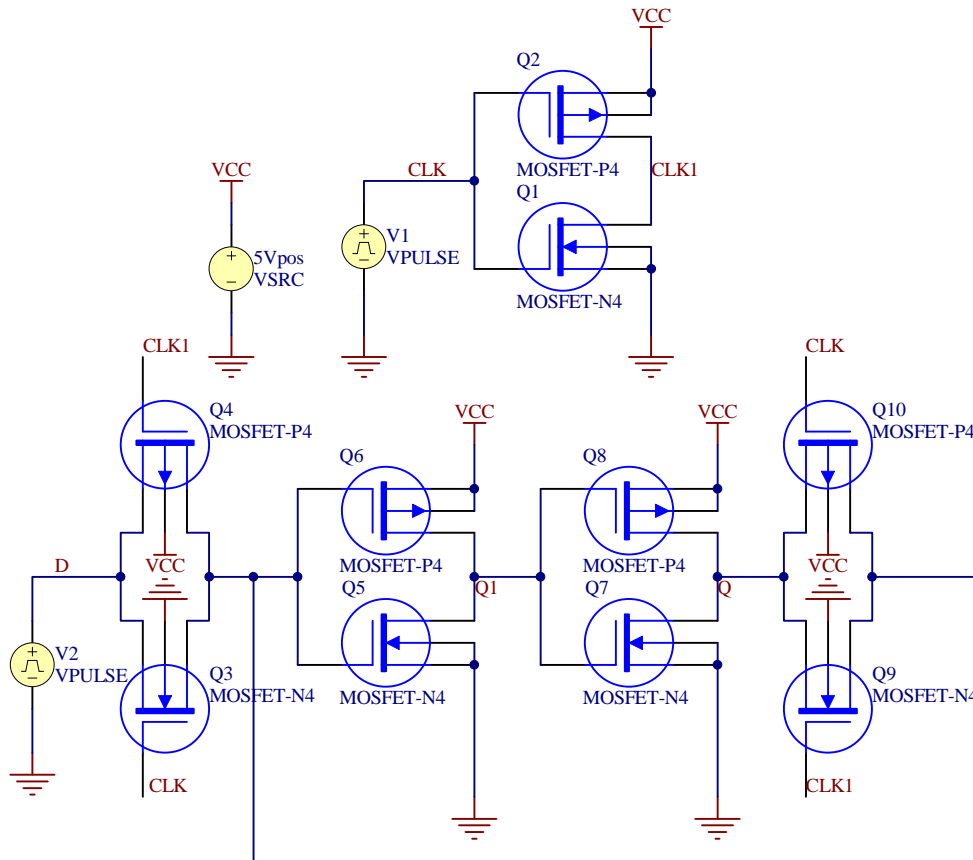 VCC
Q2
MOSFET-P4
CLK
CLK1
VCC
Q1
V1
VPULSE
5Vpos
VSRC
+
−
+
−
MOSFET-N4
CLK1
CLK
Q4
MOSFET-P4
VCC
VCC
Q10
MOSFET-P4
Q6
Q8
MOSFET-P4
MOSFET-P4
D
VCC
VCC
Q5
Q1
Q7
Q
V2
VPULSE
+
−
Q3
MOSFET-N4
MOSFET-N4
MOSFET-N4
Q9
MOSFET-N4
CLK
CLK1